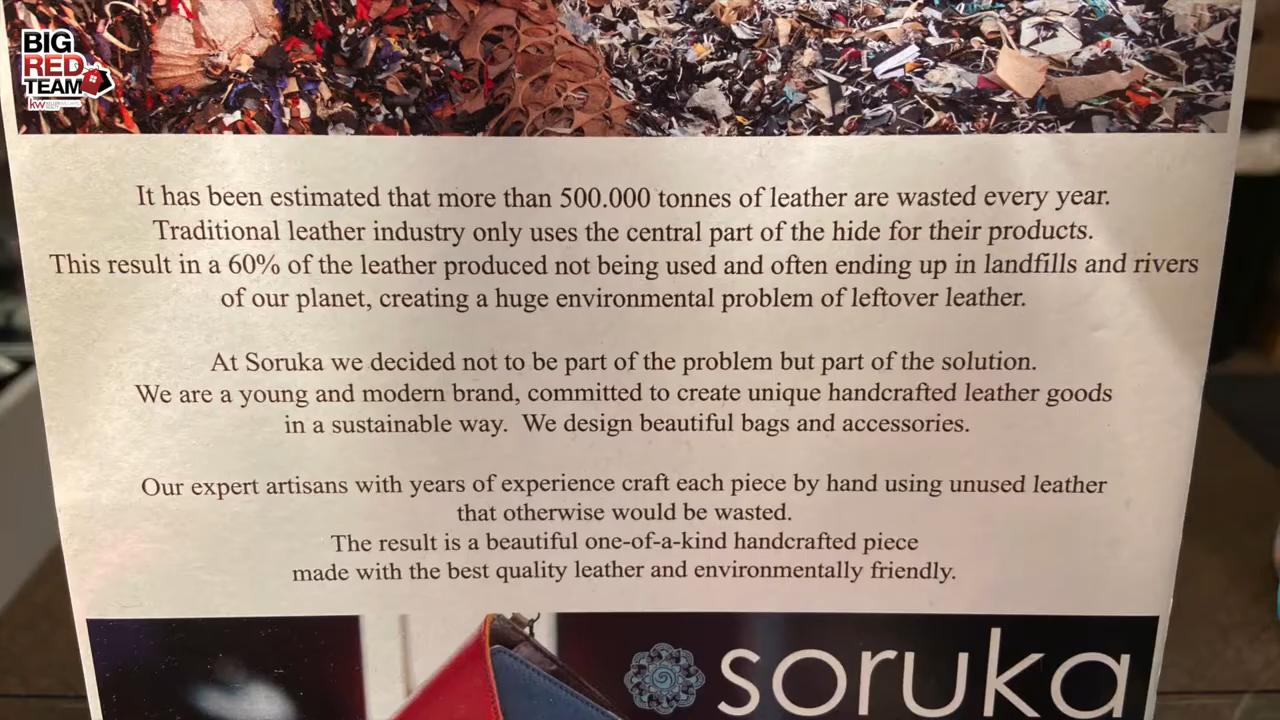 BIG
RED
TEAM
kw
It has been estimated that more than 500.000 tonnes of leather are wasted every year.
Traditional leather industry only uses the central part of the hide for their products.
This result in a 60% of the leather produced not being used and often ending up in landfills and rivers
of our planet, creating a huge environmental problem of leftover leather.
At Soruka we decided not to be part of the problem but part of the solution.
We are a young and modern brand, committed to create unique handcrafted leather goods
in a sustainable way. We design beautiful bags and accessories.
Our expert artisans with years of experience craft each piece by hand using unused leather
that otherwise would be wasted.
The result is a beautiful one-of-a-kind handcrafted piece
made with the best quality leather and environmentally friendly.
soruka